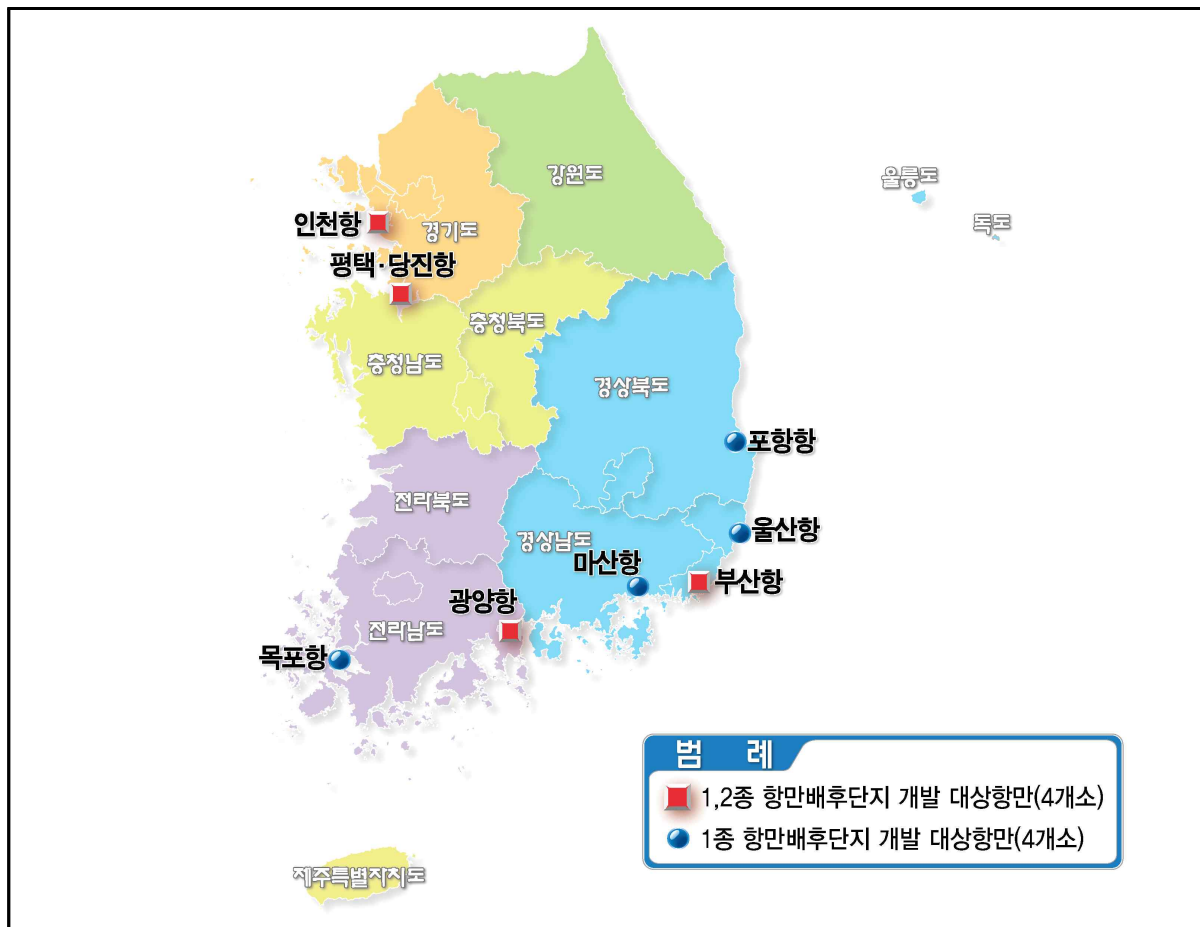 강원도
울릉도
독도
인천항
경기도
평택·당진항
충청북도
충청남도
경상북도
포항항
전라북도
경상남도
울산항
마산항
부산항
광양항
전라남도
목포항
범 례
1,2종 항만배후단지 개발 대상항만(4개소)
1종 항만배후단지 개발 대상항만(4개소)
제주특별자치도